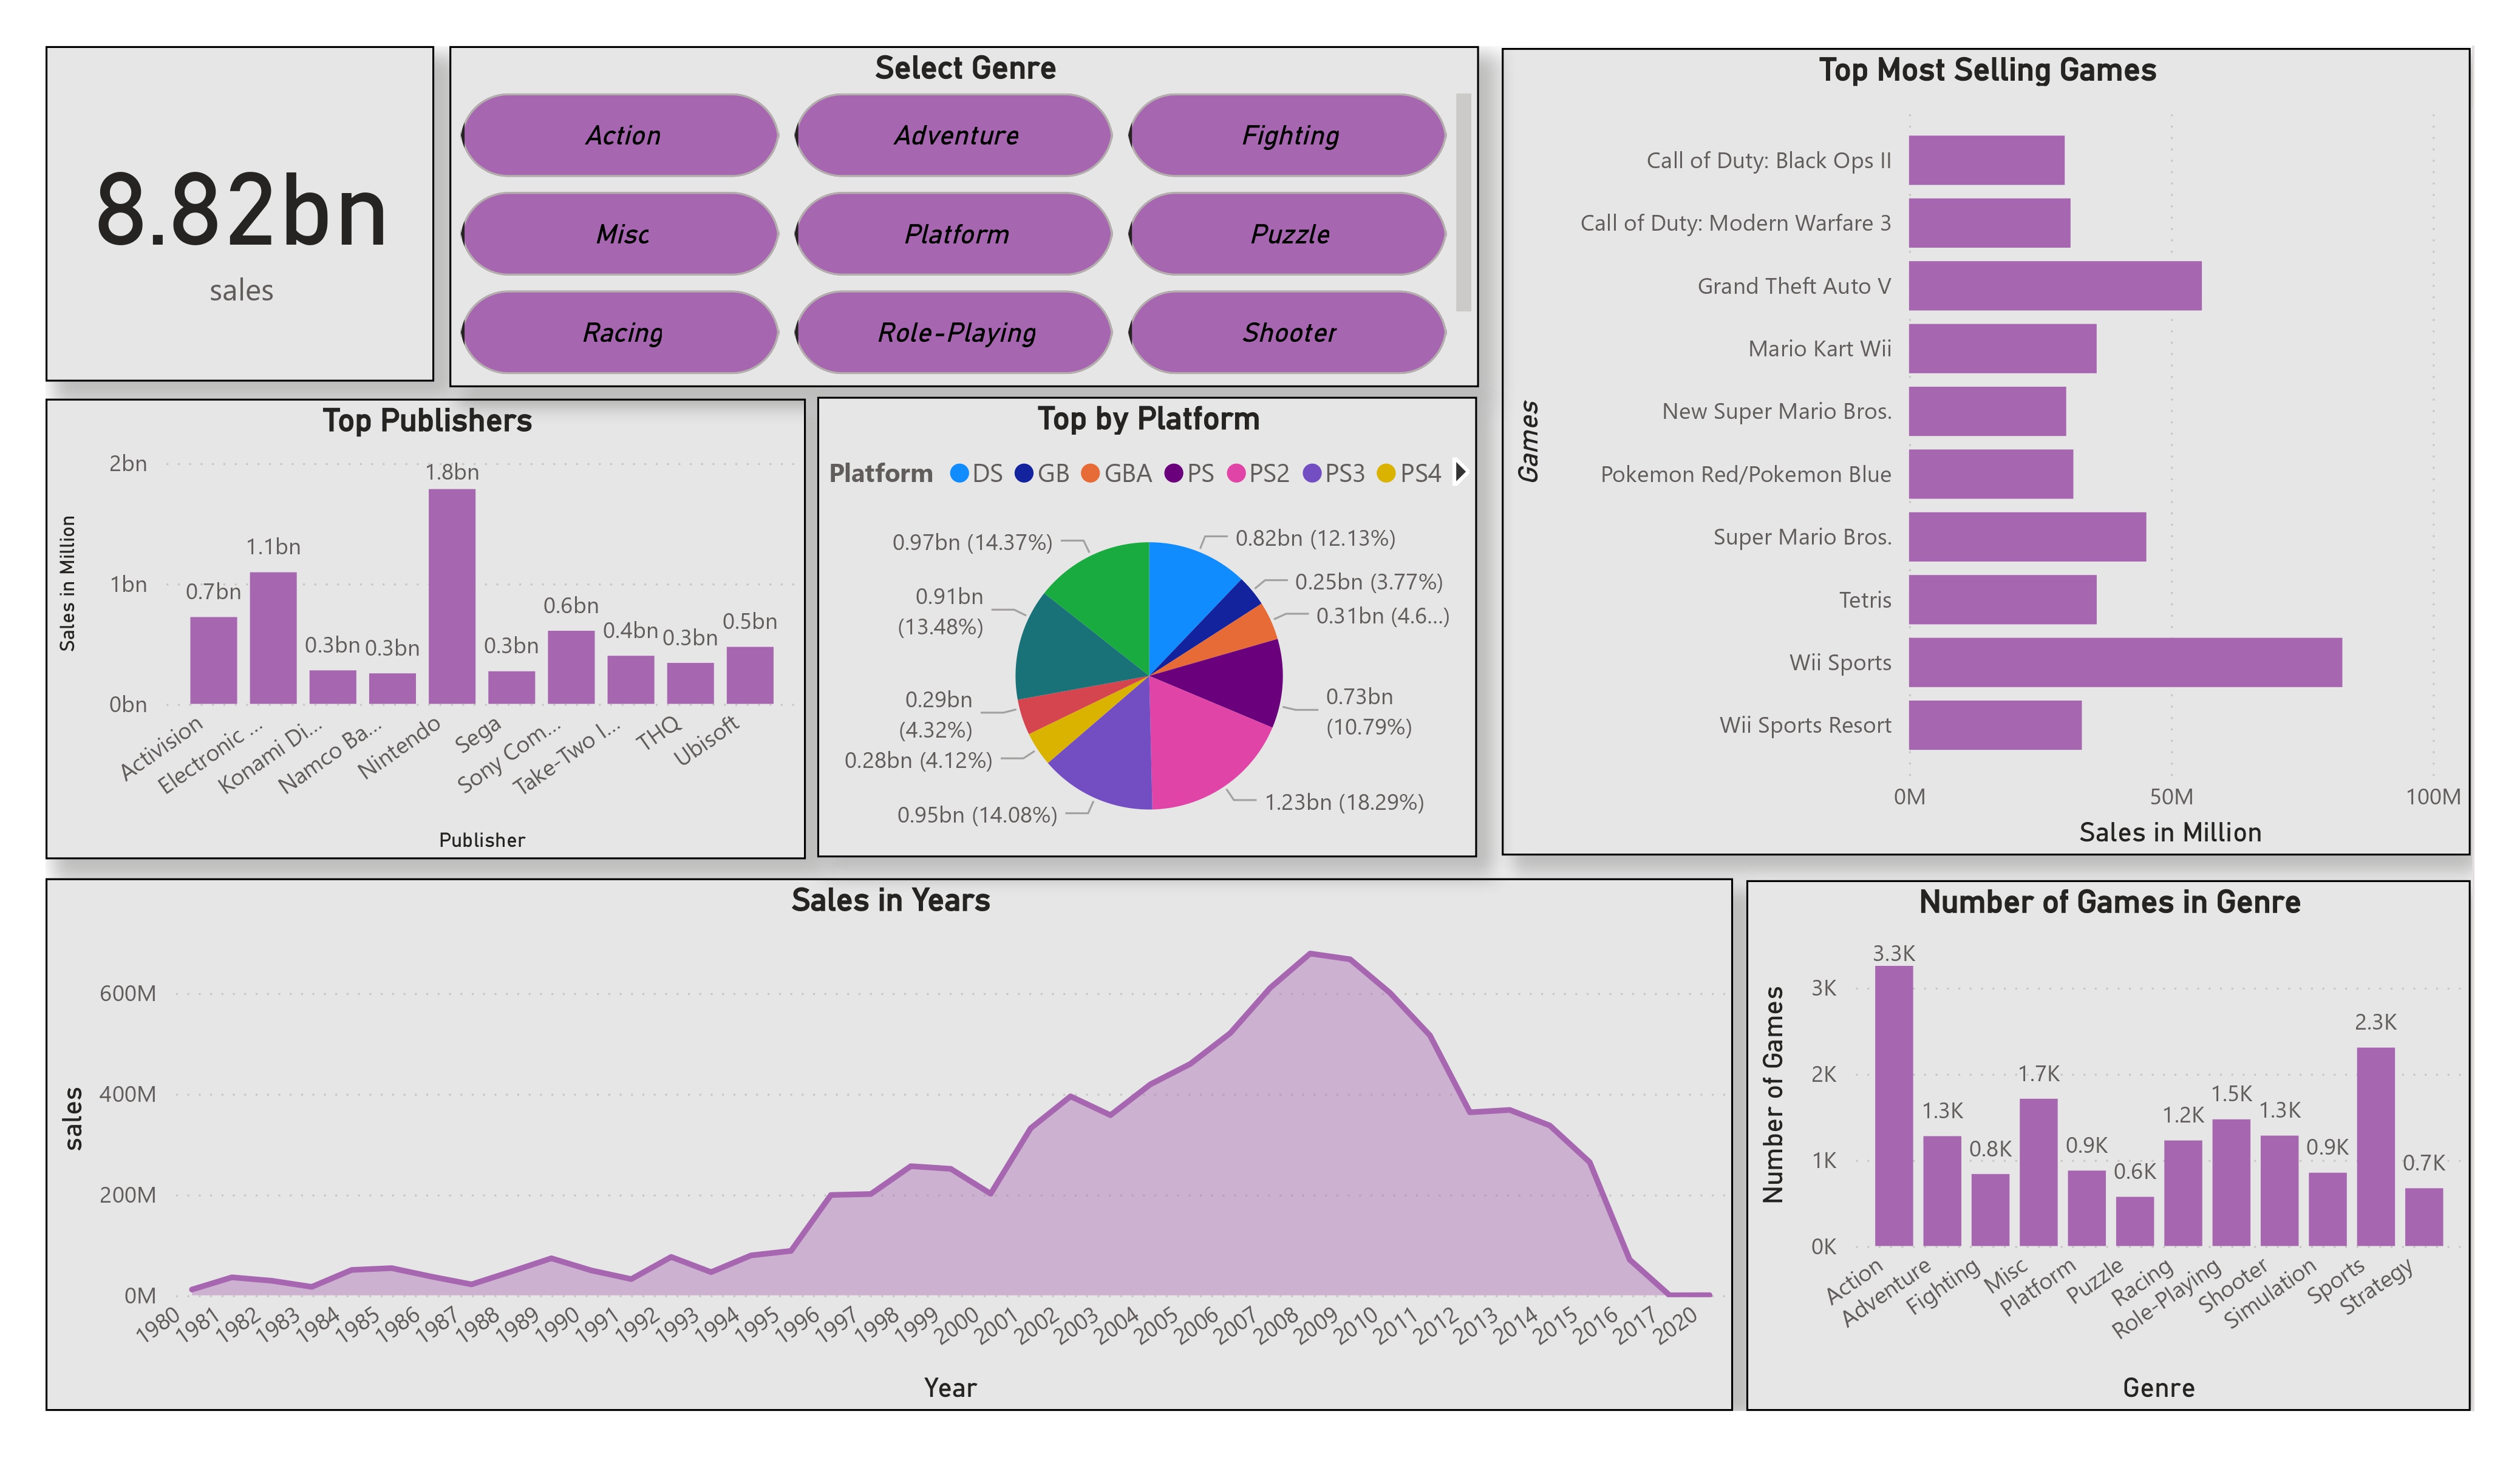 8.82bn
sales
Select Genre
Action
Adventure
Fighting
Misc
Platform
Puzzle
Racing
Role-Playing
Shooter
Top Publishers
Sales in Million
2bn
1bn
0bn
0.7bn
1.1bn
0.3bn
0.3bn
1.8bn
0.3bn
0.6bn
0.4bn
0.3bn
0.5bn
Activision
Electronic ...
Konami Di...
Namco Ba...
Nintendo
Sega
Sony Com...
Take-Two I...
THQ
Ubisoft
Publisher
Top by Platform
Platform DS GB GBA PS PS2 PS3 PS4
0.82bn (12.13%)
0.25bn (3.77%)
0.31bn (4.6...)
0.73bn
(10.79%)
1.23bn (18.29%)
0.95bn (14.08%)
0.28bn (4.12%)
0.29bn
(4.32%)
0.91bn
(13.48%)
0.97bn (14.37%)
Top Most Selling Games
Games
Call of Duty: Black Ops II
Call of Duty: Modern Warfare 3
Grand Theft Auto V
Mario Kart Wii
New Super Mario Bros.
Pokemon Red/Pokemon Blue
Super Mario Bros.
Tetris
Wii Sports
Wii Sports Resort
0M
50M
100M
Sales in Million
Sales in Years
sales
600M
400M
200M
0M
1980
1981
1982
1983
1984
1985
1986
1987
1988
1989
1990
1991
1992
1993
1994
1995
1996
1997
1998
1999
2000
2001
2002
2003
2004
2005
2006
2007
2008
2009
2010
2011
2012
2013
2014
2015
2016
2017
2020
Year
Number of Games in Genre
Number of Games
3K
2K
1K
0K
3.3K
1.3K
0.8K
1.7K
0.9K
0.6K
1.2K
1.5K
1.3K
0.9K
2.3K
0.7K
Action
Adventure
Fighting
Misc
Platform
Puzzle
Racing
Role-Playing
Shooter
Simulation
Sports
Strategy
Genre